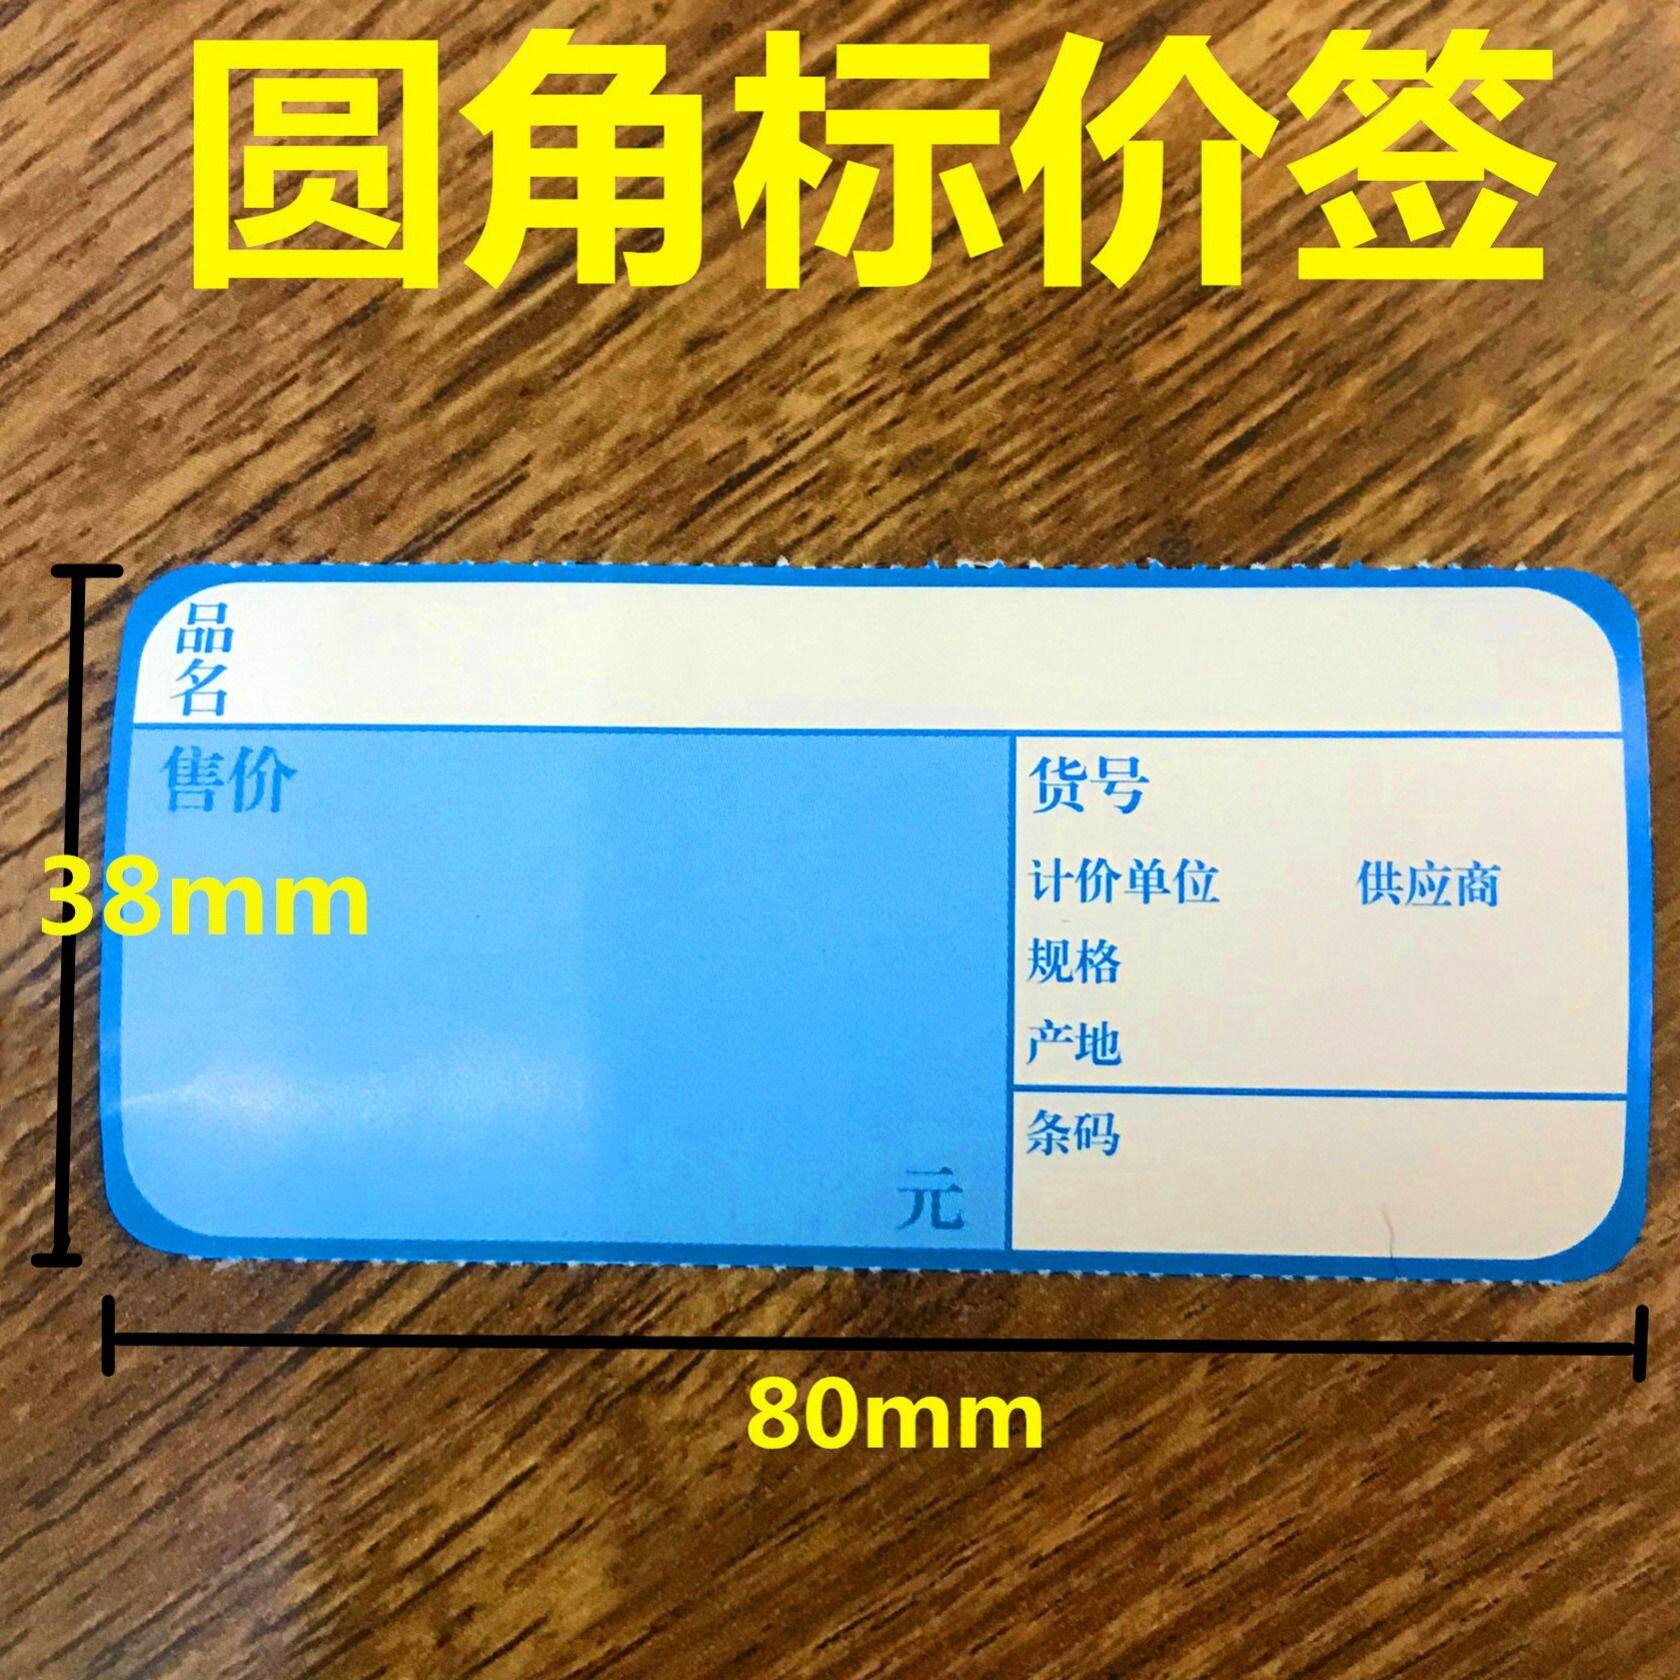 圆角标价签
品
名
售价
货号
38mm
计价单位 供应商
规格
产地
条码
元
80mm